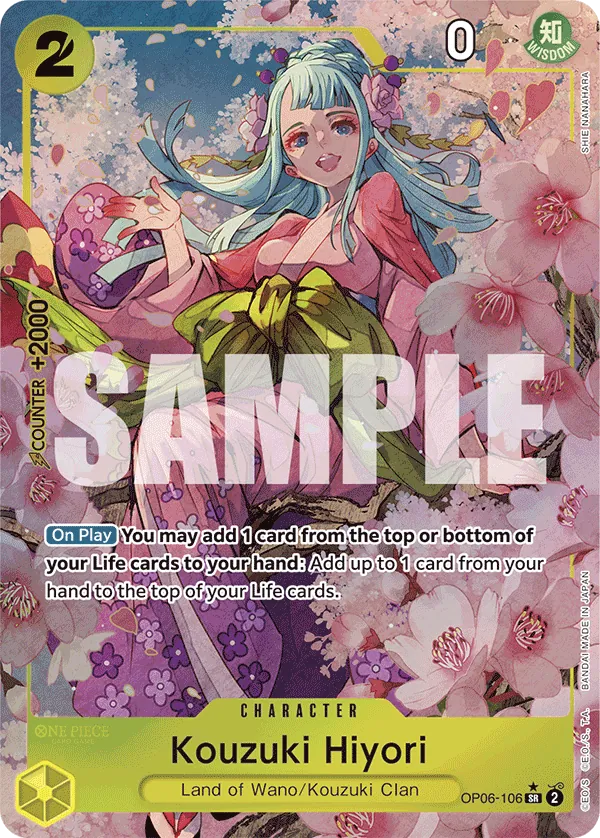 2
0
知
WISDOM
SHIE NANAHARA
COUNTER +2000
SAMPLE
On Play You may add 1 card from the top or bottom of
your Life cards to your hand: Add up to 1 card from your
hand to the top of your Life cards.
CHARACTER
Kouzuki Hiyori
Land of Wano/Kouzuki Clan
ONE PIECE
CARD GAME
OP06-106 SR 2
©EO/S ©E.O./S, T.A. BANDAI MADE IN JAPAN